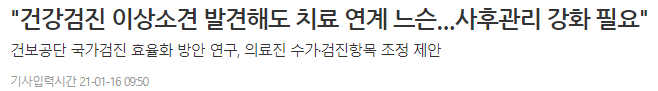 "건강검진 이상소견 발견해도 치료 연계 느슨...사후관리 강화 필요"
건보공단 국가검진 효율화 방안 연구, 의료진 수가·검진항목 조정 제안
기사입력시간 21-01-16 09:50